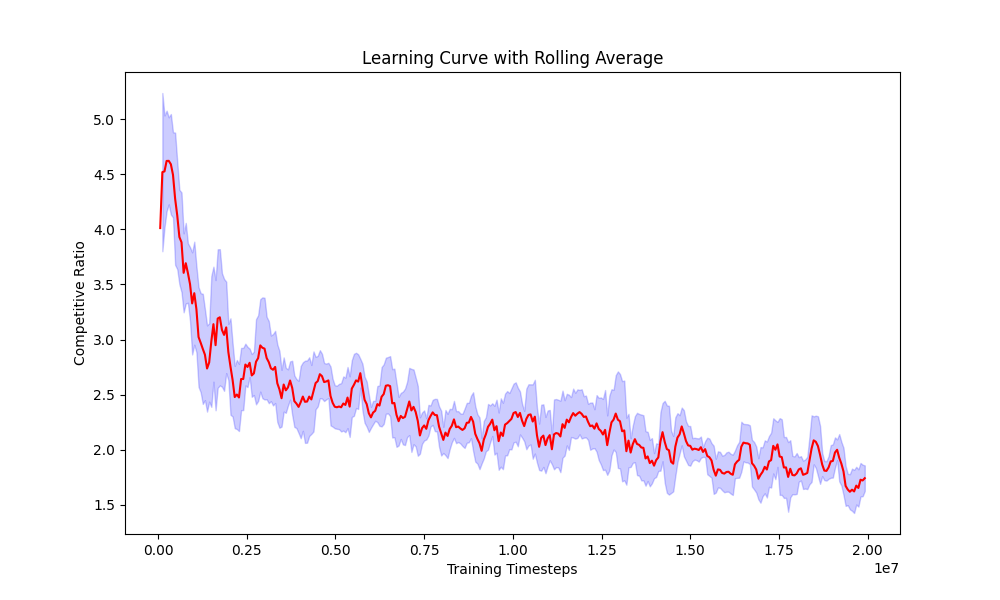 Learning Curve with Rolling Average
Competitive Ratio
5.0
4.5
4.0
3.5
3.0
2.5
2.0
1.5
0.00 0.25 0.50 0.75 1.00 1.25 1.50 1.75 2.00
1e7
Training Timesteps